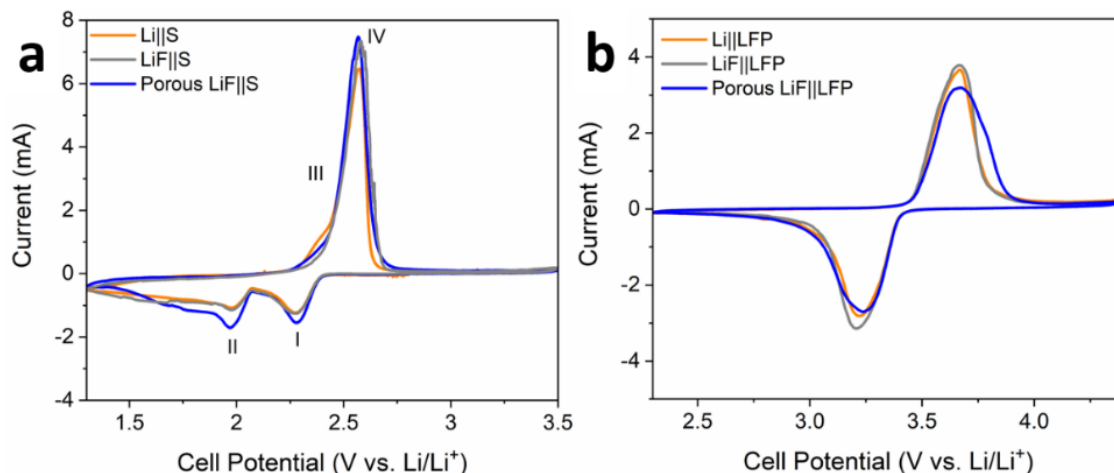 a
Li||S
LiF||S
Porous LiF||S
I
II
III
IV
Current (mA)
8
6
4
2
0
-2
-4
1.5
2.0
2.5
3.0
3.5
Cell Potential (V vs. Li/Li⁺)
b
Li||LFP
LiF||LFP
Porous LiF||LFP
Current (mA)
4
2
0
-2
-4
2.5
3.0
3.5
4.0
Cell Potential (V vs. Li/Li⁺)